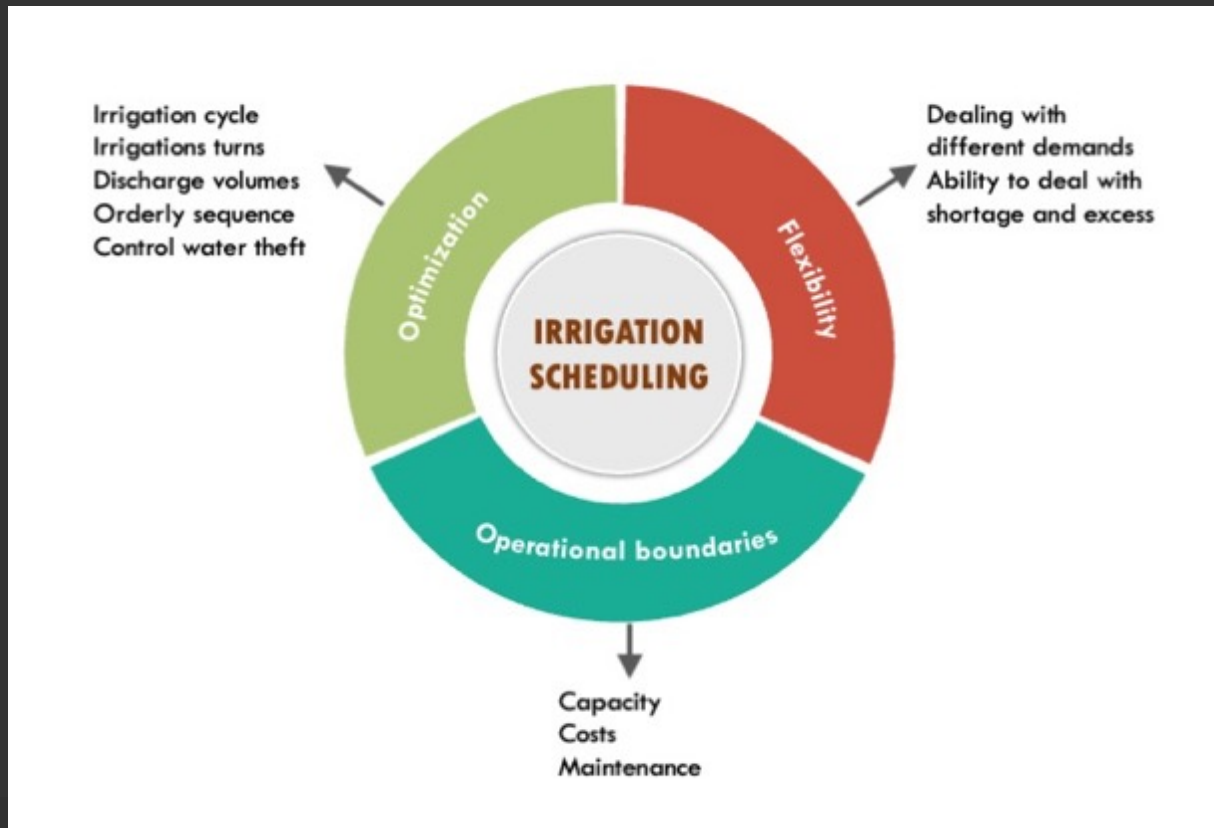 Irrigation cycle
Irrigations turns
Discharge volumes
Orderly sequence
Control water theft
Optimization
Dealing with
different demands
Ability to deal with
shortage and excess
Flexibility
IRRIGATION
SCHEDULING
Operational boundaries
Capacity
Costs
Maintenance